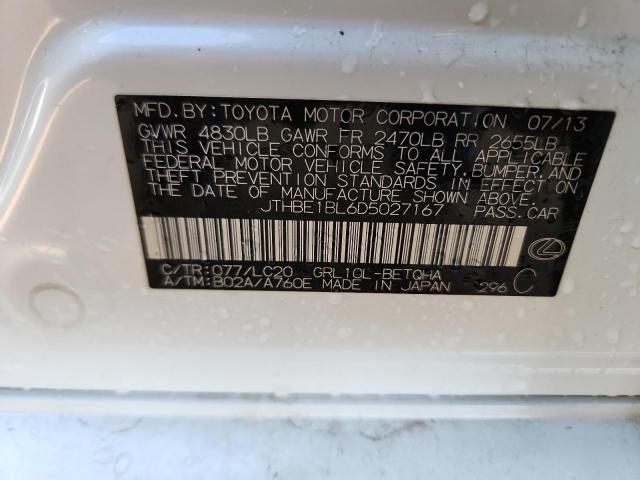 MFD.BY:TOYOTA MOTOR CORPORATION 07/13
GVWR 4830LB GAWR FR 2470LB RR 2655LB
THIS VEHICLE CONFORMS TO ALL APPLICABLE
FEDERAL MOTOR VEHICLE SAFETY,BUMPER,AND
THEFT PREVENTION STANDARDS IN EFFECT ON
THE DATE OF MANUFACTURE SHOWN ABOVE.
JTHBE1BL6D5027167 PASS.CAR
C/TR:077/LC20 GRL10L-BETQHA
A/TM:B02A/A760E MADE IN JAPAN 296 C